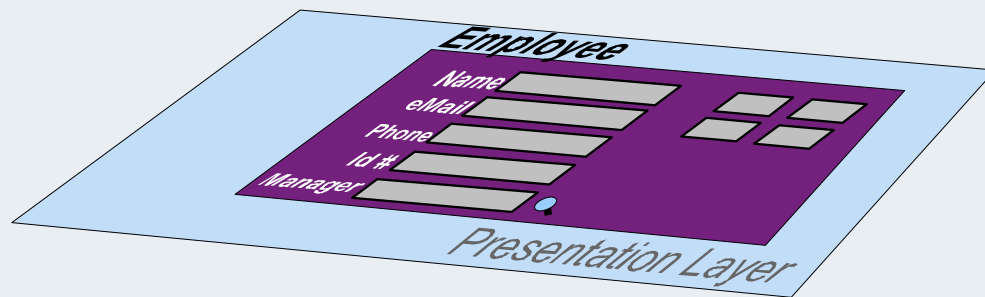 Employee
Name
eMail
Phone
Id #
Manager
Presentation Layer